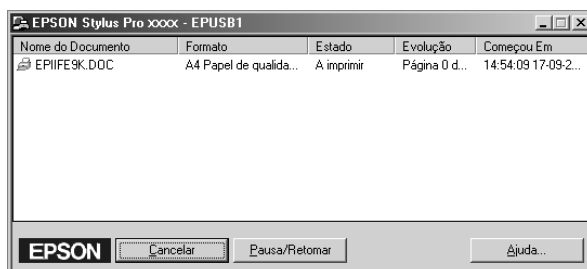 EPSON Stylus Pro xxxx - EPUSB1
Nome do Documento Formato Estado Evolução Começou Em
EPIIFE9K.DOC A4 Papel de qualida... A imprimir Página 0 d... 14:54:09 17-09-2...
EPSON Cancelar Pausa/Retomar Ajuda...